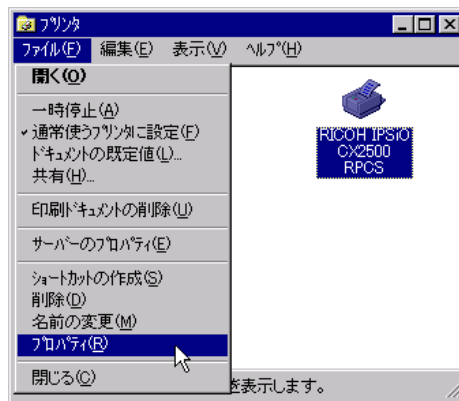 プリンタ
ファイル(F) 編集(E) 表示(V) ヘルプ(H)
開く(O)
一時停止(A)
通常使うプリンタに設定(F)
ドキュメントの既定値(L)...
共有(H)...
印刷ドキュメントの削除(U)
サーバーのプロパティ(E)
ショートカットの作成(S)
削除(D)
名前の変更(M)
プロパティ(R)
閉じる(C)
RICOH IPSiO
CX2500
RPCS
を表示します。